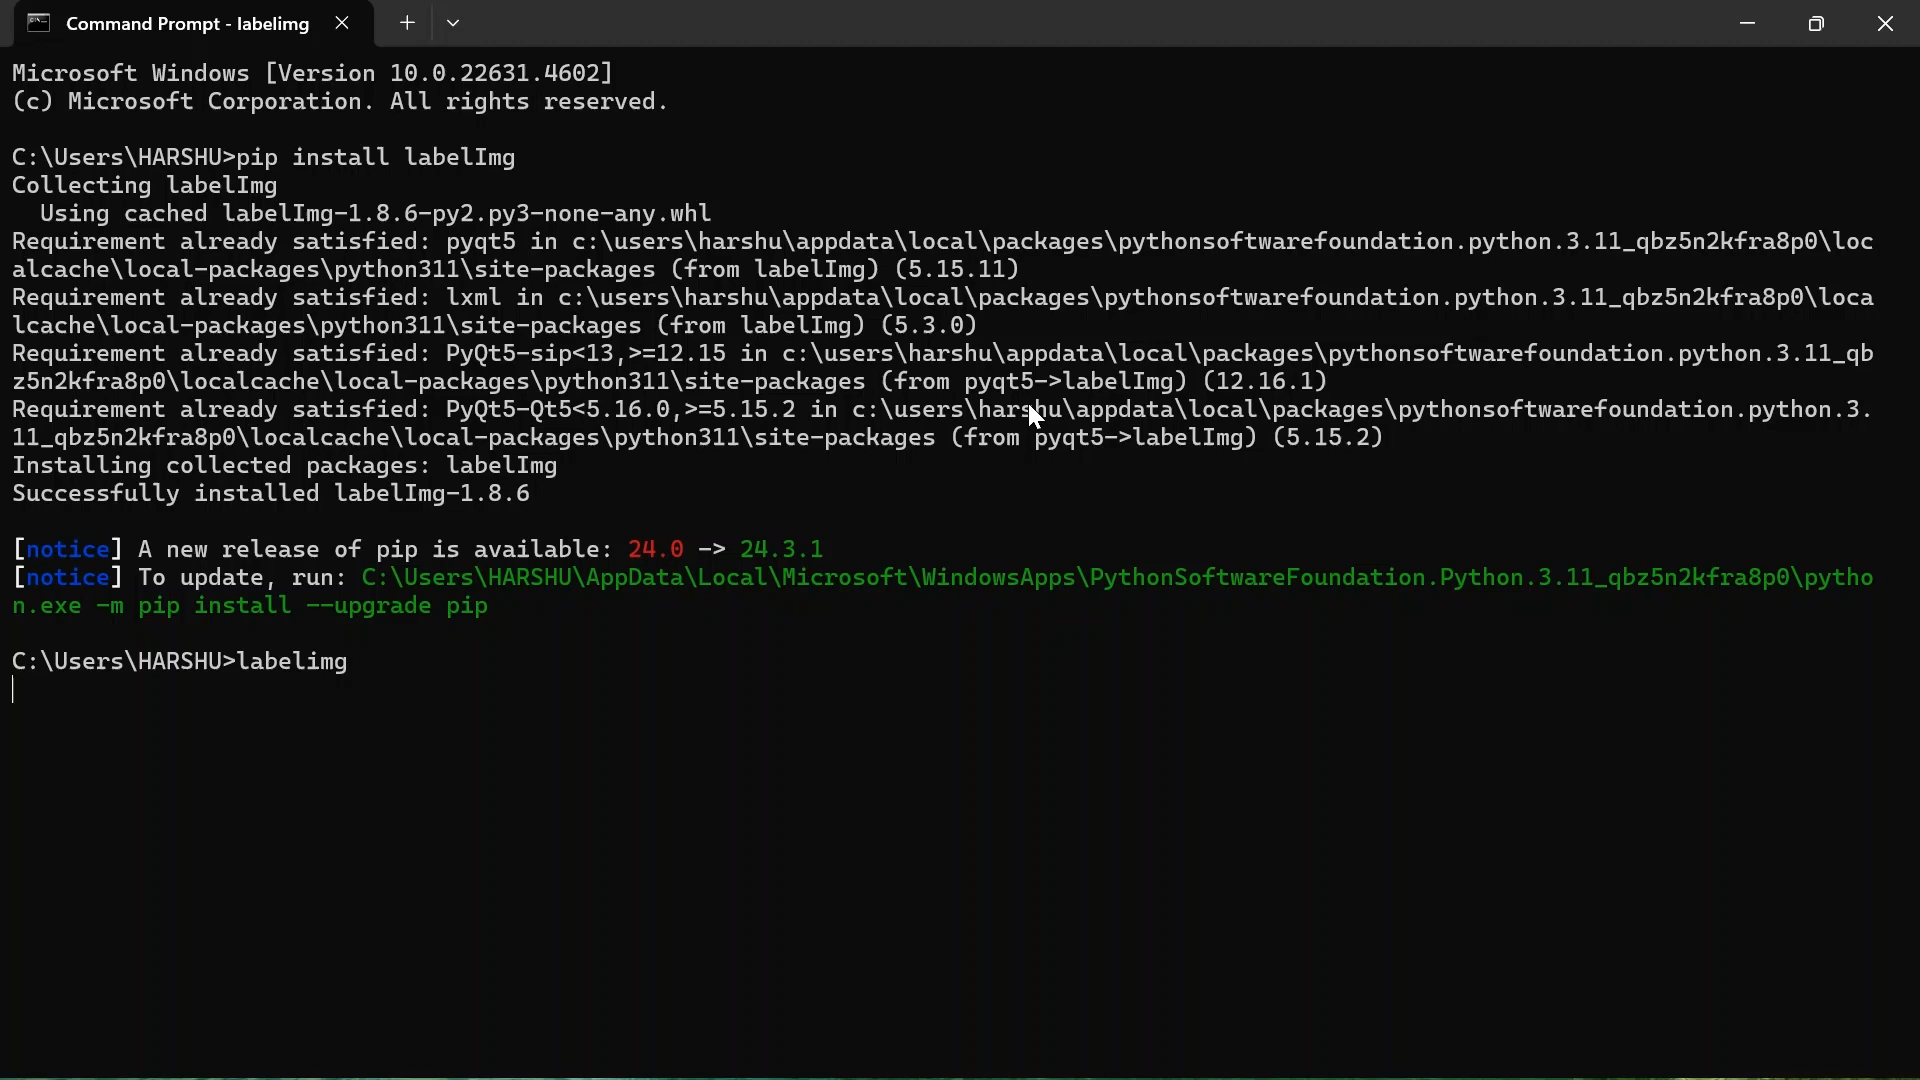 Command Prompt - labelimg
Microsoft Windows [Version 10.0.22631.4602]
(c) Microsoft Corporation. All rights reserved.
C:\Users\HARSHU>pip install labelImg
Collecting labelImg
Using cached labelImg-1.8.6-py2.py3-none-any.whl
Requirement already satisfied: pyqt5 in c:\users\harshu\appdata\local\packages\pythonsoftwarefoundation.python.3.11_qbz5n2kfra8p0\loc
alcache\local-packages\python311\site-packages (from labelImg) (5.15.11)
Requirement already satisfied: lxml in c:\users\harshu\appdata\local\packages\pythonsoftwarefoundation.python.3.11_qbz5n2kfra8p0\loca
lcache\local-packages\python311\site-packages (from labelImg) (5.3.0)
Requirement already satisfied: PyQt5-sip<13,>=12.15 in c:\users\harshu\appdata\local\packages\pythonsoftwarefoundation.python.3.11_qb
z5n2kfra8p0\localcache\local-packages\python311\site-packages (from pyqt5->labelImg) (12.16.1)
Requirement already satisfied: PyQt5-Qt5<5.16.0,>=5.15.2 in c:\users\harshu\appdata\local\packages\pythonsoftwarefoundation.python.3.
11_qbz5n2kfra8p0\localcache\local-packages\python311\site-packages (from pyqt5->labelImg) (5.15.2)
Installing collected packages: labelImg
Successfully installed labelImg-1.8.6
[notice] A new release of pip is available: 24.0 -> 24.3.1
[notice] To update, run: C:\Users\HARSHU\AppData\Local\Microsoft\WindowsApps\PythonSoftwareFoundation.Python.3.11_qbz5n2kfra8p0\pytho
n.exe -m pip install --upgrade pip
C:\Users\HARSHU>labelimg